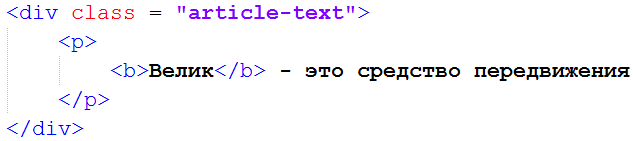 <div class = "article-text">
<p>
<b>Велик</b> - это средство передвижения
</p>
</div>